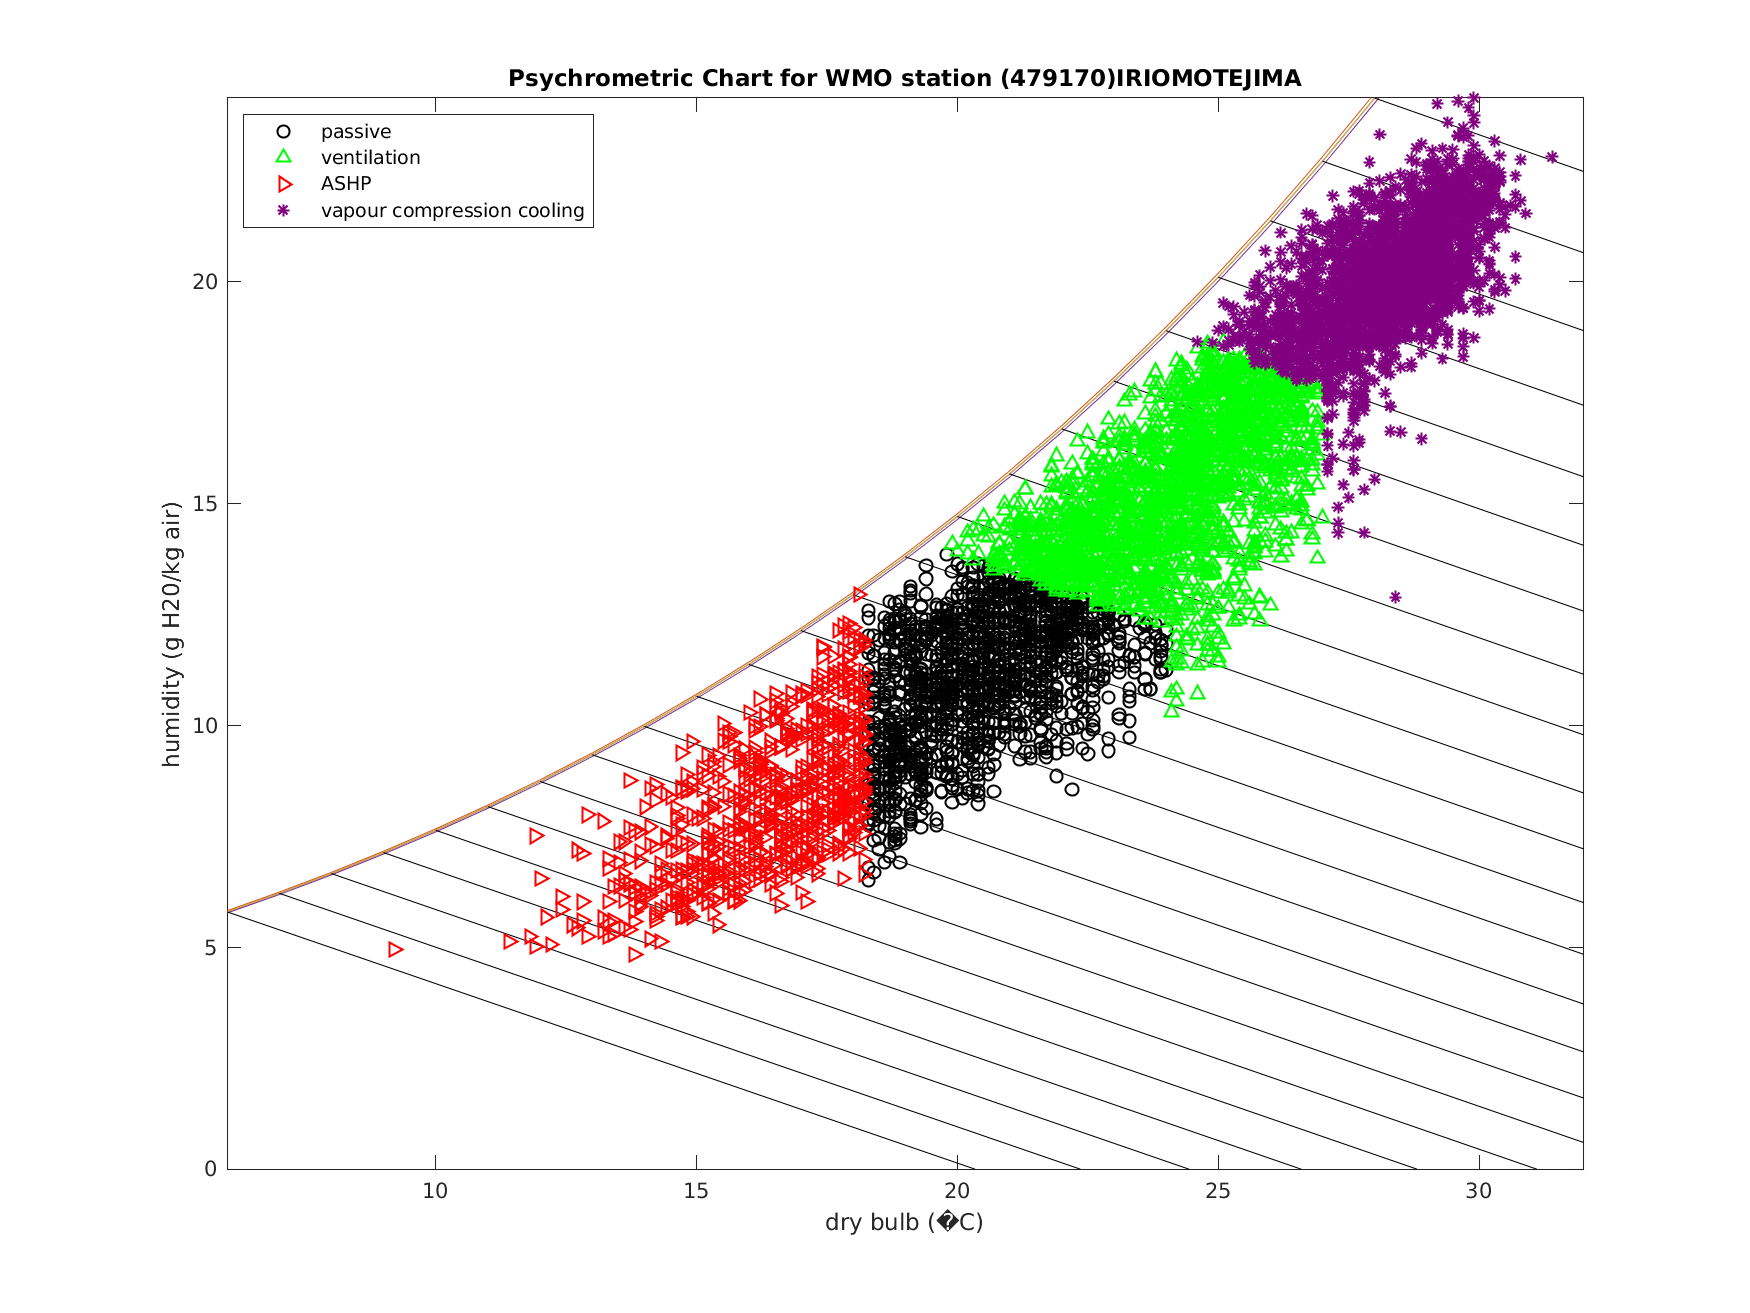 Psychrometric Chart for WMO station (479170)IRIOMOTEJIMA
passive
ventilation
ASHP
vapour compression cooling
humidity (g H20/kg air)
20
15
10
5
0
10 15 20 25 30
dry bulb (�C)